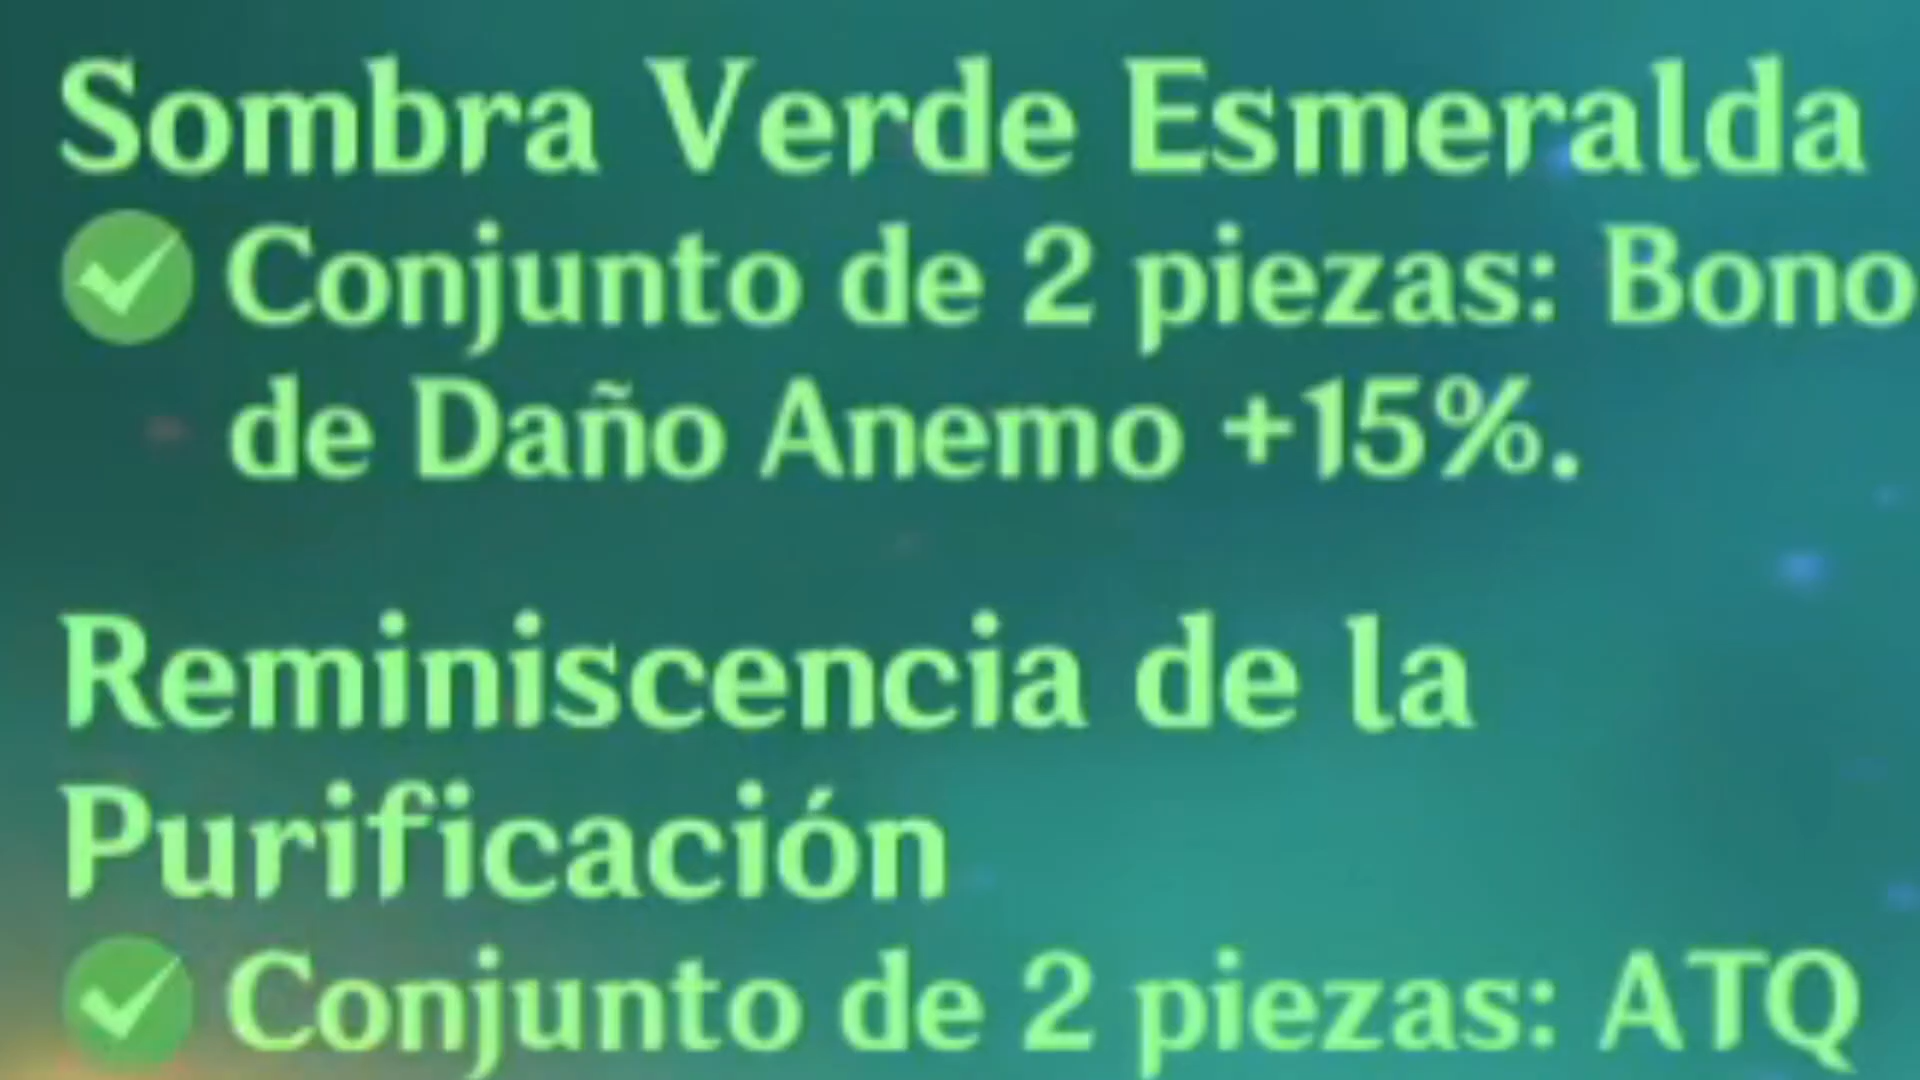 Sombra Verde Esmeralda
Conjunto de 2 piezas: Bono
de Daño Anemo +15%.
Reminiscencia de la
Purificación
Conjunto de 2 piezas: ATQ